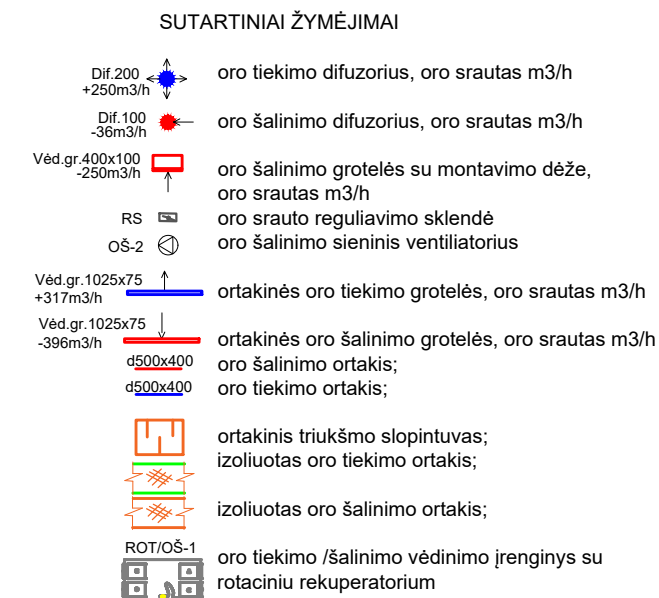 SUTARTINIAI ŽYMĖJIMAI
Dif.200
+250m3/h
oro tiekimo difuzorius, oro srautas m3/h
Dif.100
-36m3/h
oro šalinimo difuzorius, oro srautas m3/h
Vėd.gr.400x100
-250m3/h
oro šalinimo grotelės su montavimo dėže,
oro srautas m3/h
RS
oro srauto reguliavimo sklendė
OŠ-2
oro šalinimo sieninis ventiliatorius
Vėd.gr.1025x75
+317m3/h
ortakinės oro tiekimo grotelės, oro srautas m3/h
Vėd.gr.1025x75
-396m3/h
ortakinės oro šalinimo grotelės, oro srautas m3/h
d500x400
oro šalinimo ortakis;
d500x400
oro tiekimo ortakis;
ortakinis triukšmo slopintuvas;
izoliuotas oro tiekimo ortakis;
izoliuotas oro šalinimo ortakis;
ROT/OŠ-1
oro tiekimo /šalinimo vėdinimo įrenginys su
rotaciniu rekuperatorium